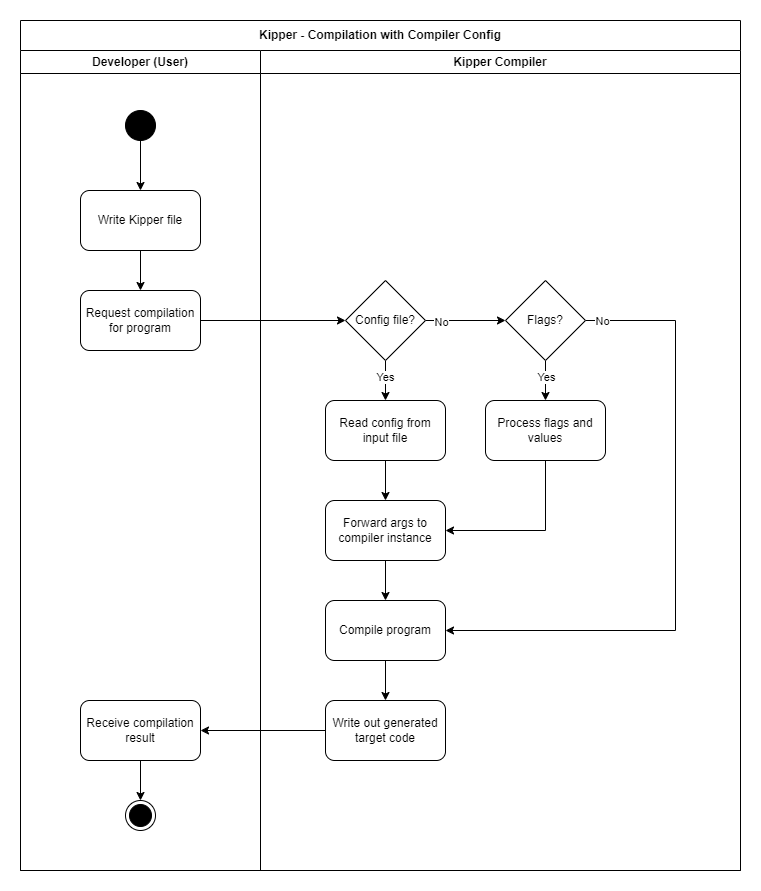 Kipper - Compilation with Compiler Config
Developer (User)
Kipper Compiler
Write Kipper file
Request compilation
for program
Config file?
No
Flags?
No
Yes
Yes
Read config from
input file
Process flags and
values
Forward args to
compiler instance
Compile program
Receive compilation
result
Write out generated
target code